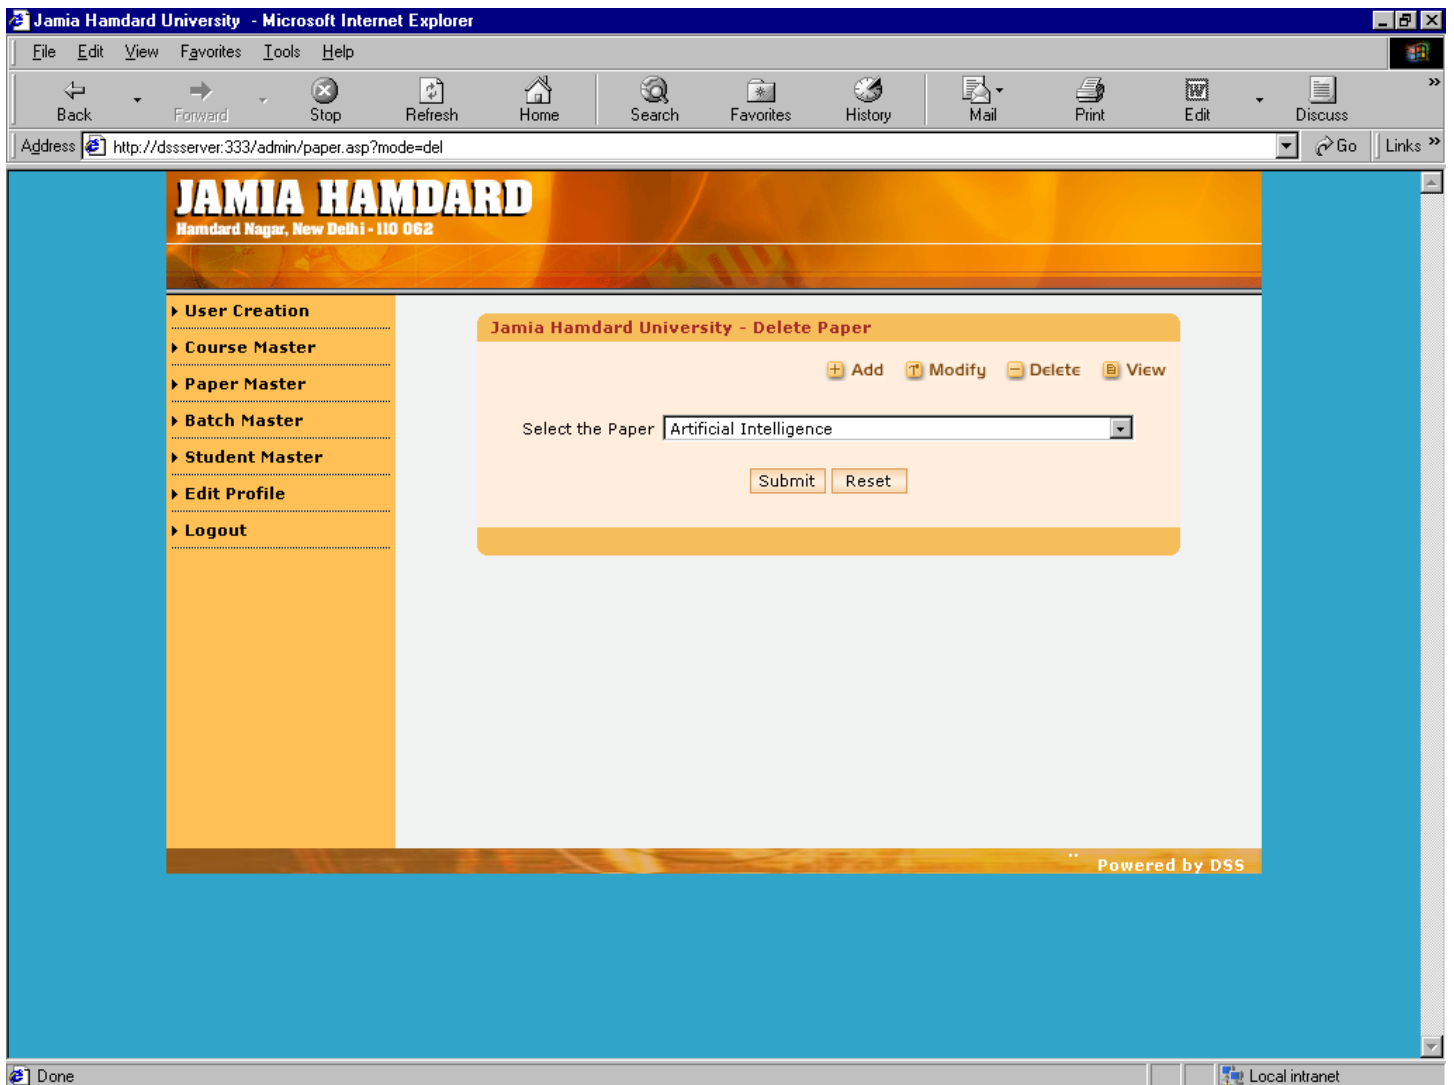 Jamia Hamdard University - Microsoft Internet Explorer
File Edit View Favorites Tools Help
Back Forward Stop Refresh Home Search Favorites History Mail Print Edit Discuss »
Address http://dssserver:333/admin/paper.asp?mode=del Go Links »
JAMIA HAMDARD
Hamdard Nagar, New Delhi - 110 062
User Creation
Course Master
Paper Master
Batch Master
Student Master
Edit Profile
Logout
Jamia Hamdard University - Delete Paper
Add Modify Delete View
Select the Paper Artificial Intelligence
Submit Reset
Powered by DSS
Done Local intranet